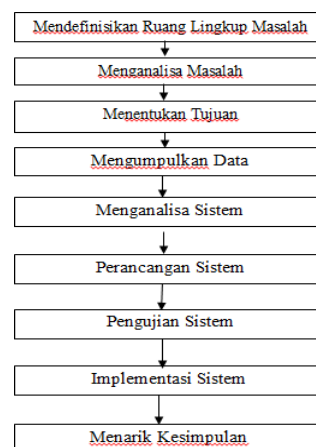 Mendefinisikan Ruang Lingkup Masalah
Menganalisa Masalah
Menentukan Tujuan
Mengumpulkan Data
Menganalisa Sistem
Perancangan Sistem
Pengujian Sistem
Implementasi Sistem
Menarik Kesimpulan